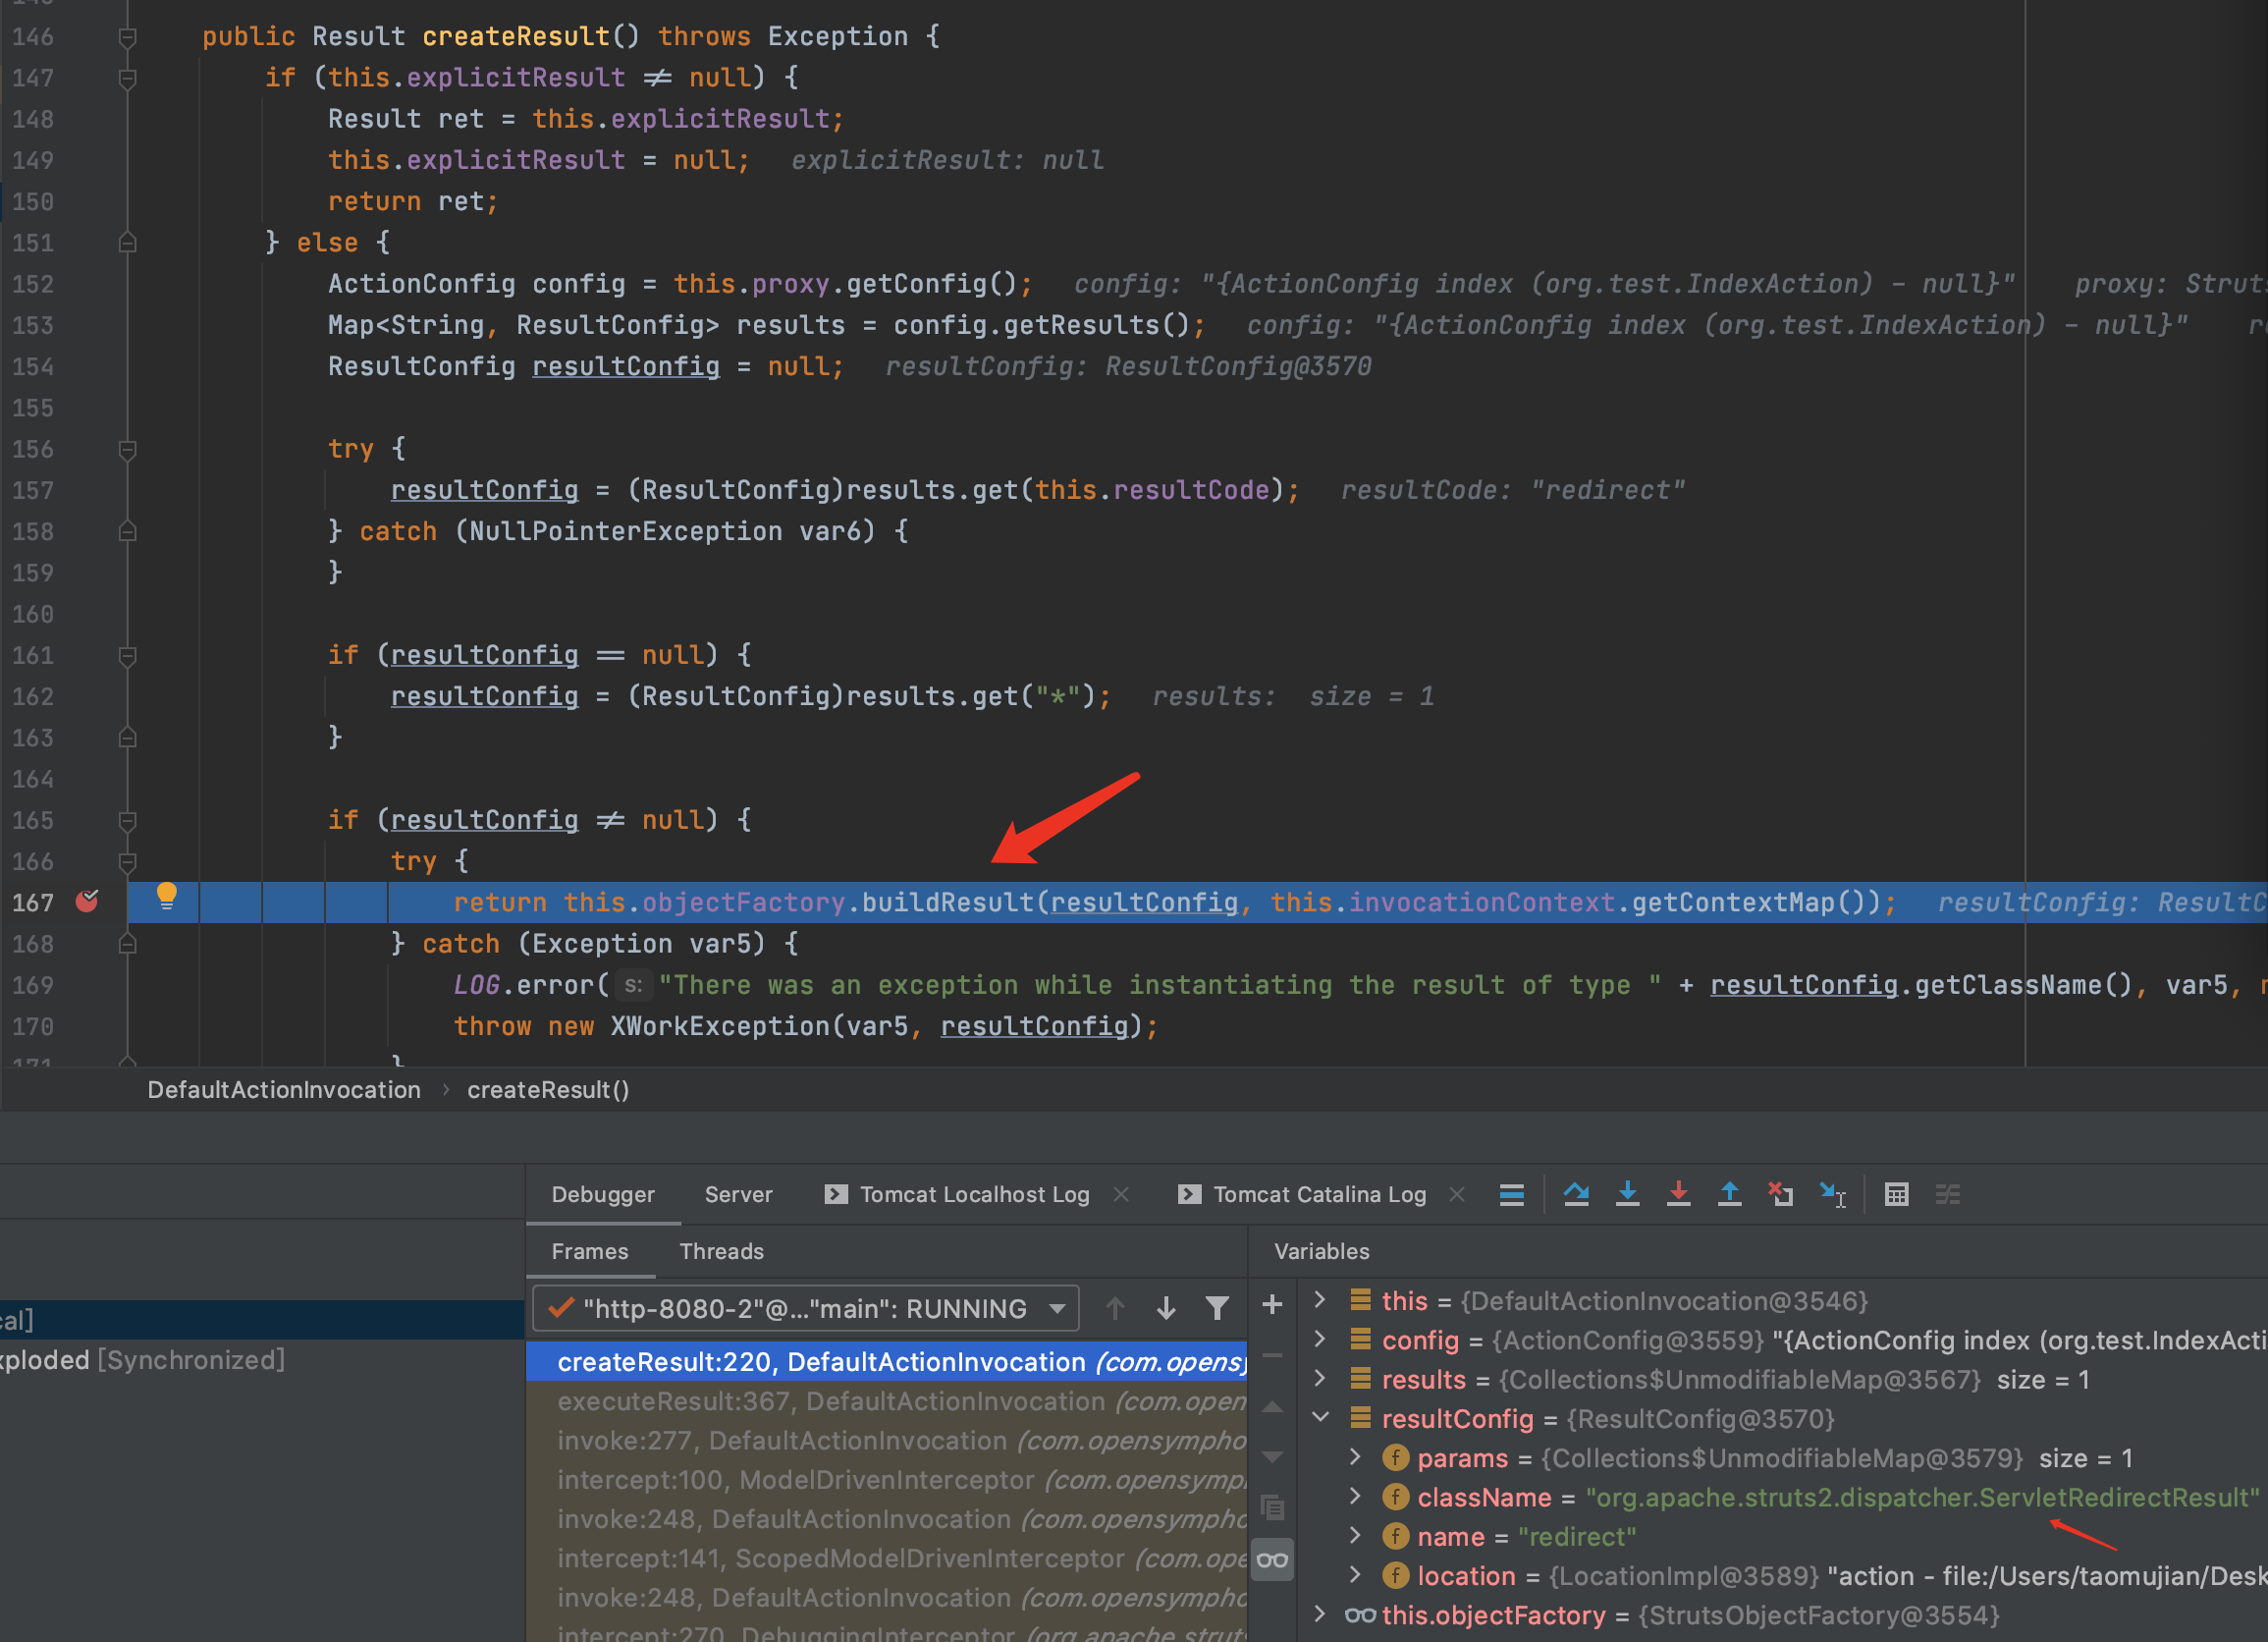 146 public Result createResult() throws Exception {
147 if (this.explicitResult ≠ null) {
148 Result ret = this.explicitResult;
149 this.explicitResult = null; explicitResult: null
150 return ret;
151 } else {
152 ActionConfig config = this.proxy.getConfig(); config: "{ActionConfig index (org.test.IndexAction) - null}" proxy: Struts
153 Map<String, ResultConfig> results = config.getResults(); config: "{ActionConfig index (org.test.IndexAction) - null}"
154 ResultConfig resultConfig = null; resultConfig: ResultConfig@3570
155
156 try {
157 resultConfig = (ResultConfig)results.get(this.resultCode); resultCode: "redirect"
158 } catch (NullPointerException var6) {
159 }
160
161 if (resultConfig == null) {
162 resultConfig = (ResultConfig)results.get("*"); results: size = 1
163 }
164
165 if (resultConfig ≠ null) {
166 try {
167 return this.objectFactory.buildResult(resultConfig, this.invocationContext.getContextMap()); resultConfig: ResultC
168 } catch (Exception var5) {
169 LOG.error( s: "There was an exception while instantiating the result of type " + resultConfig.getClassName(), var5,
170 throw new XWorkException(var5, resultConfig);
171 }
DefaultActionInvocation › createResult()
Debugger Server Tomcat Localhost Log Tomcat Catalina Log
Frames Threads Variables
"http-8080-2"@..."main": RUNNING
cal]
xploded [Synchronized]
createResult:220, DefaultActionInvocation (com.opensy
executeResult:367, DefaultActionInvocation (com.open
invoke:277, DefaultActionInvocation (com.opensympho
intercept:100, ModelDrivenInterceptor (com.opensymp
invoke:248, DefaultActionInvocation (com.opensympho
intercept:141, ScopedModelDrivenInterceptor (com.ope
invoke:248, DefaultActionInvocation (com.opensympho
intercept:270, DebuggingInterceptor (org.apache.strut
this = {DefaultActionInvocation@3546}
config = {ActionConfig@3559} "{ActionConfig index (org.test.IndexActi
results = {Collections$UnmodifiableMap@3567} size = 1
resultConfig = {ResultConfig@3570}
params = {Collections$UnmodifiableMap@3579} size = 1
className = "org.apache.struts2.dispatcher.ServletRedirectResult"
name = "redirect"
location = {LocationImpl@3589} "action - file:/Users/taomujian/Desk
this.objectFactory = {StrutsObjectFactory@3554}